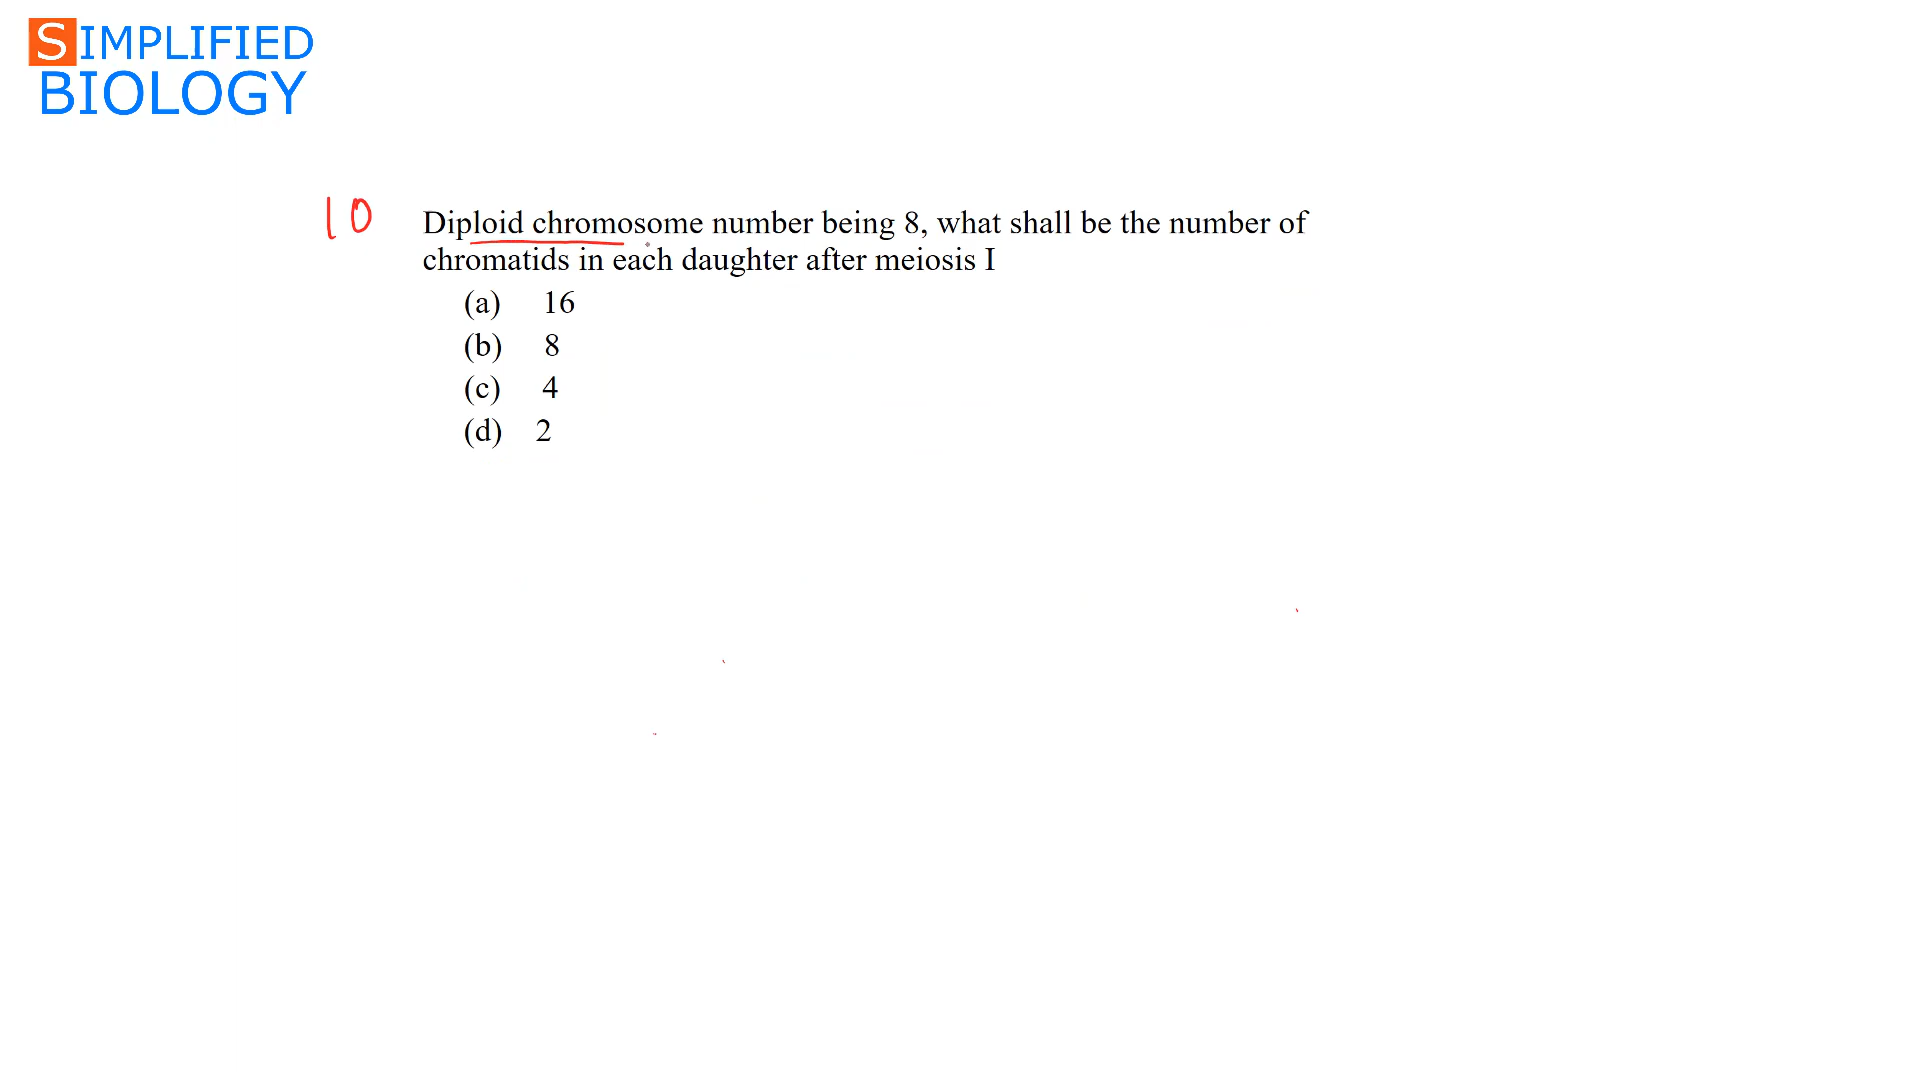 SIMPLIFIED
BIOLOGY
10 Diploid chromosome number being 8, what shall be the number of
chromatids in each daughter after meiosis I
(a) 16
(b) 8
(c) 4
(d) 2